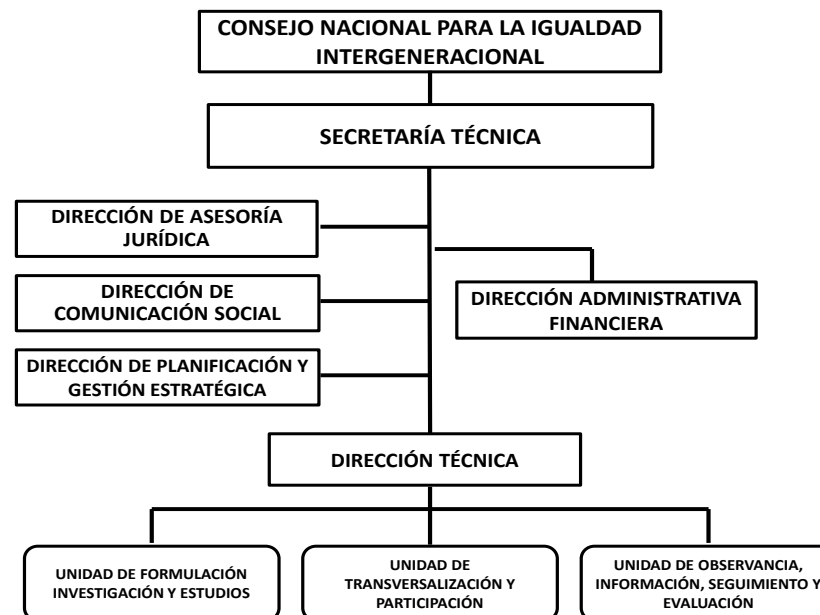 CONSEJO NACIONAL PARA LA IGUALDAD
INTERGENERACIONAL
SECRETARÍA TÉCNICA
DIRECCIÓN DE ASESORÍA
JURÍDICA
DIRECCIÓN DE
COMUNICACIÓN SOCIAL
DIRECCIÓN ADMINISTRATIVA
FINANCIERA
DIRECCIÓN DE PLANIFICACIÓN Y
GESTIÓN ESTRATÉGICA
DIRECCIÓN TÉCNICA
UNIDAD DE FORMULACIÓN
INVESTIGACIÓN Y ESTUDIOS
UNIDAD DE
TRANSVERSALIZACIÓN Y
PARTICIPACIÓN
UNIDAD DE OBSERVANCIA,
INFORMACIÓN, SEGUIMIENTO Y
EVALUACIÓN